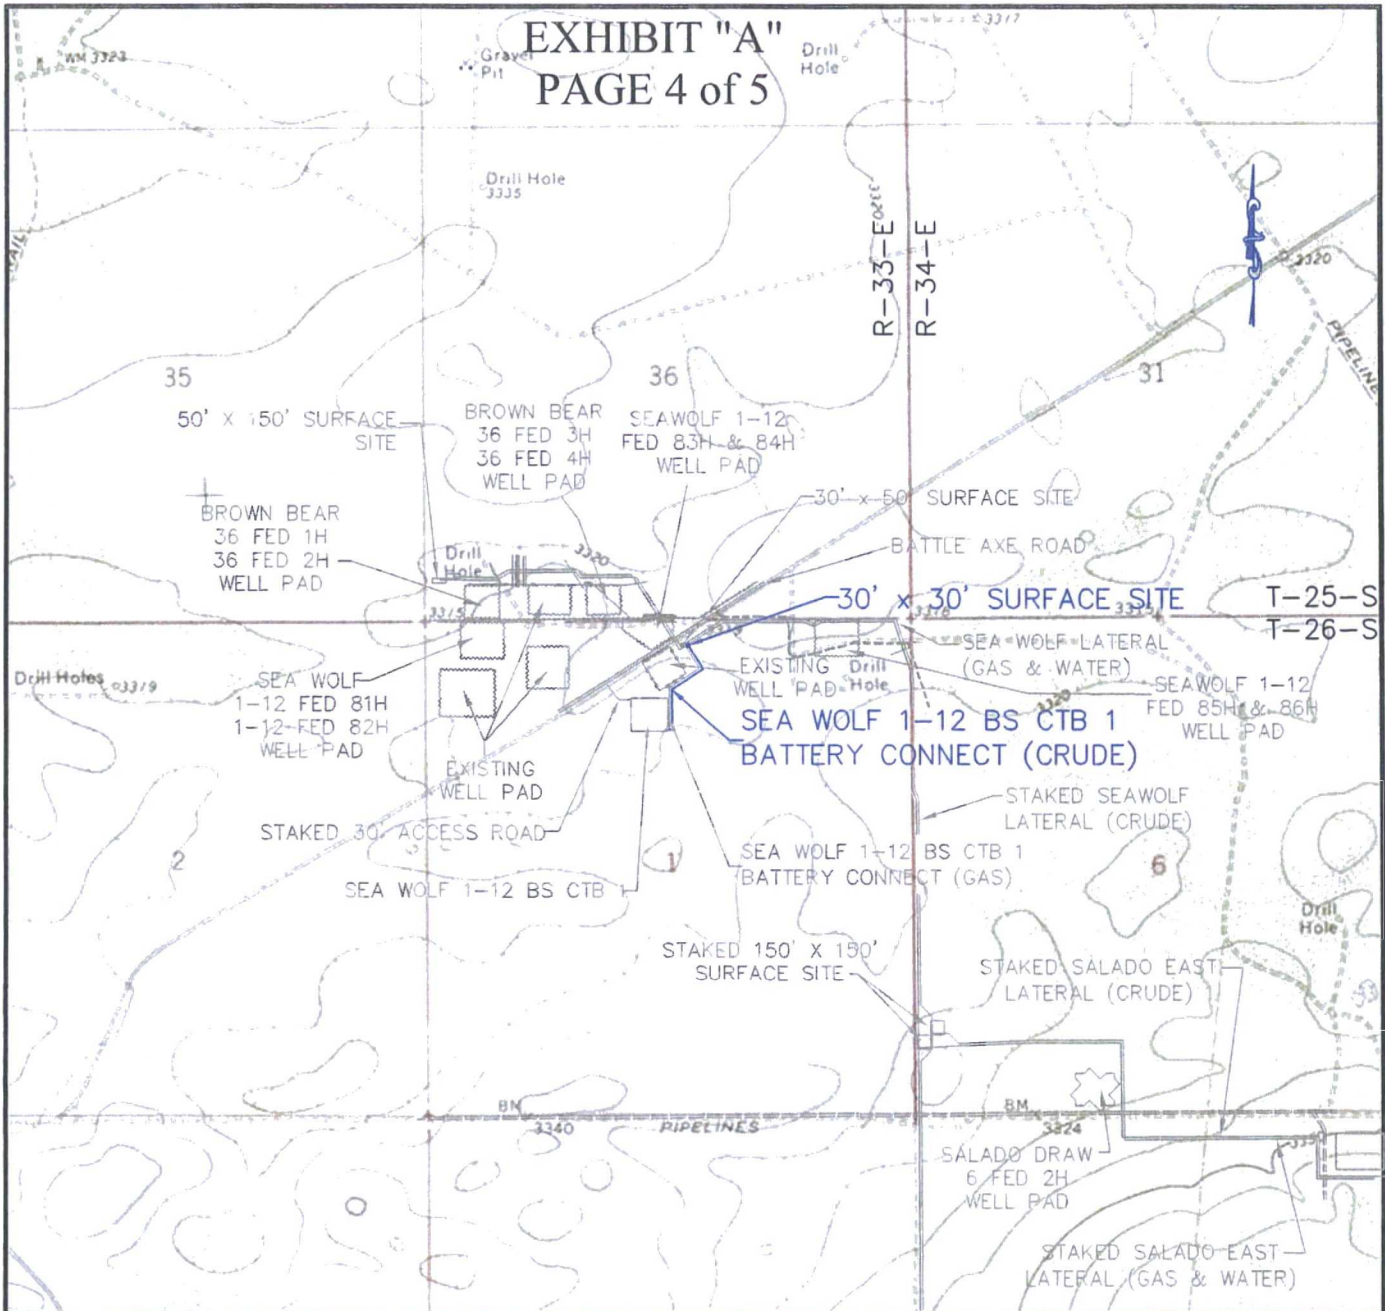 EXHIBIT "A"
PAGE 4 of 5
WM 3323
Gravel
Pit
Drill
Hole
3317
Drill Hole
3335
R-33-E
R-34-E
3320
PIPELINE
35
36
31
50' X 150' SURFACE
SITE
BROWN BEAR
36 FED 3H
36 FED 4H
WELL PAD
SEAWOLF 1-12
FED 83H & 84H
WELL PAD
30' x 50' SURFACE SITE
BROWN BEAR
36 FED 1H
36 FED 2H
WELL PAD
Drill
Hole
3320
BATTLE AXE ROAD
30' x 30' SURFACE SITE
T-25-S
T-26-S
3315
3316
SEA WOLF LATERAL
(GAS & WATER)
Drill Holes
3319
SEA WOLF
1-12 FED 81H
1-12 FED 82H
WELL PAD
EXISTING
WELL PAD
Drill
Hole
3320
SEAWOLF 1-12
FED 85H & 86H
WELL PAD
SEA WOLF 1-12 BS CTB 1
BATTERY CONNECT (CRUDE)
EXISTING
WELL PAD
STAKED SEAWOLF
LATERAL (CRUDE)
STAKED 30' ACCESS ROAD
2
1
6
SEA WOLF 1-12 BS CTB 1
BATTERY CONNECT (GAS)
SEA WOLF 1-12 BS CTB 1
Drill
Hole
STAKED 150' X 150'
SURFACE SITE
STAKED SALADO EAST
LATERAL (CRUDE)
BM
3340
PIPELINES
BM
3324
SALADO DRAW
6 FED 2H
WELL PAD
STAKED SALADO EAST
LATERAL (GAS & WATER)